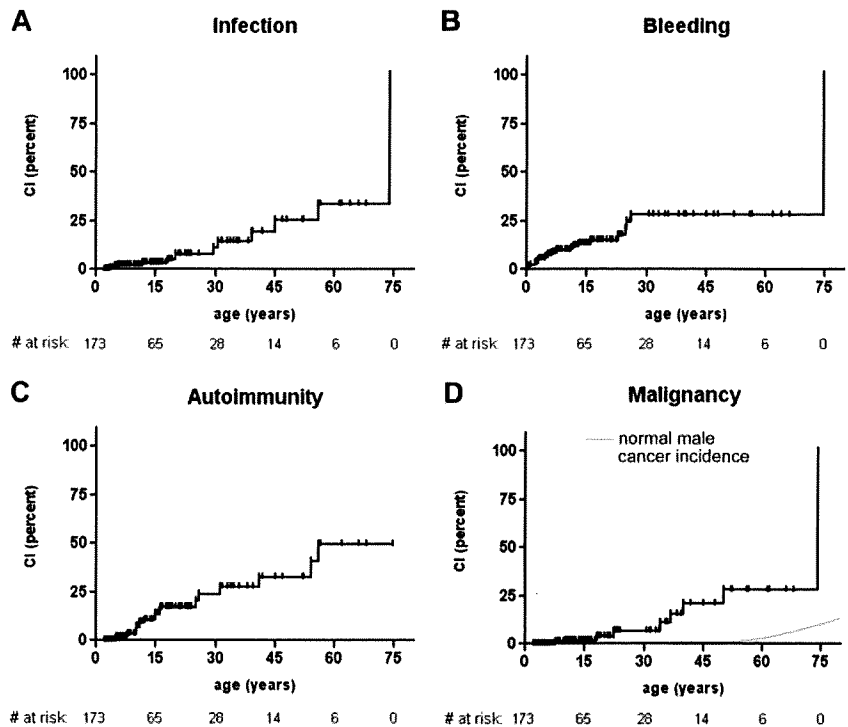 A
Infection
CI (percent)
100
75
50
25
0
0 15 30 45 60 75
age (years)
# at risk: 173 65 28 14 6 0
B
Bleeding
CI (percent)
100
75
50
25
0
0 15 30 45 60 75
age (years)
# at risk: 173 65 28 14 6 0
C
Autoimmunity
CI (percent)
100
75
50
25
0
0 15 30 45 60 75
age (years)
# at risk: 173 65 28 14 6 0
D
Malignancy
normal male
cancer incidence
CI (percent)
100
75
50
25
0
0 15 30 45 60 75
age (years)
# at risk: 173 65 28 14 6 0